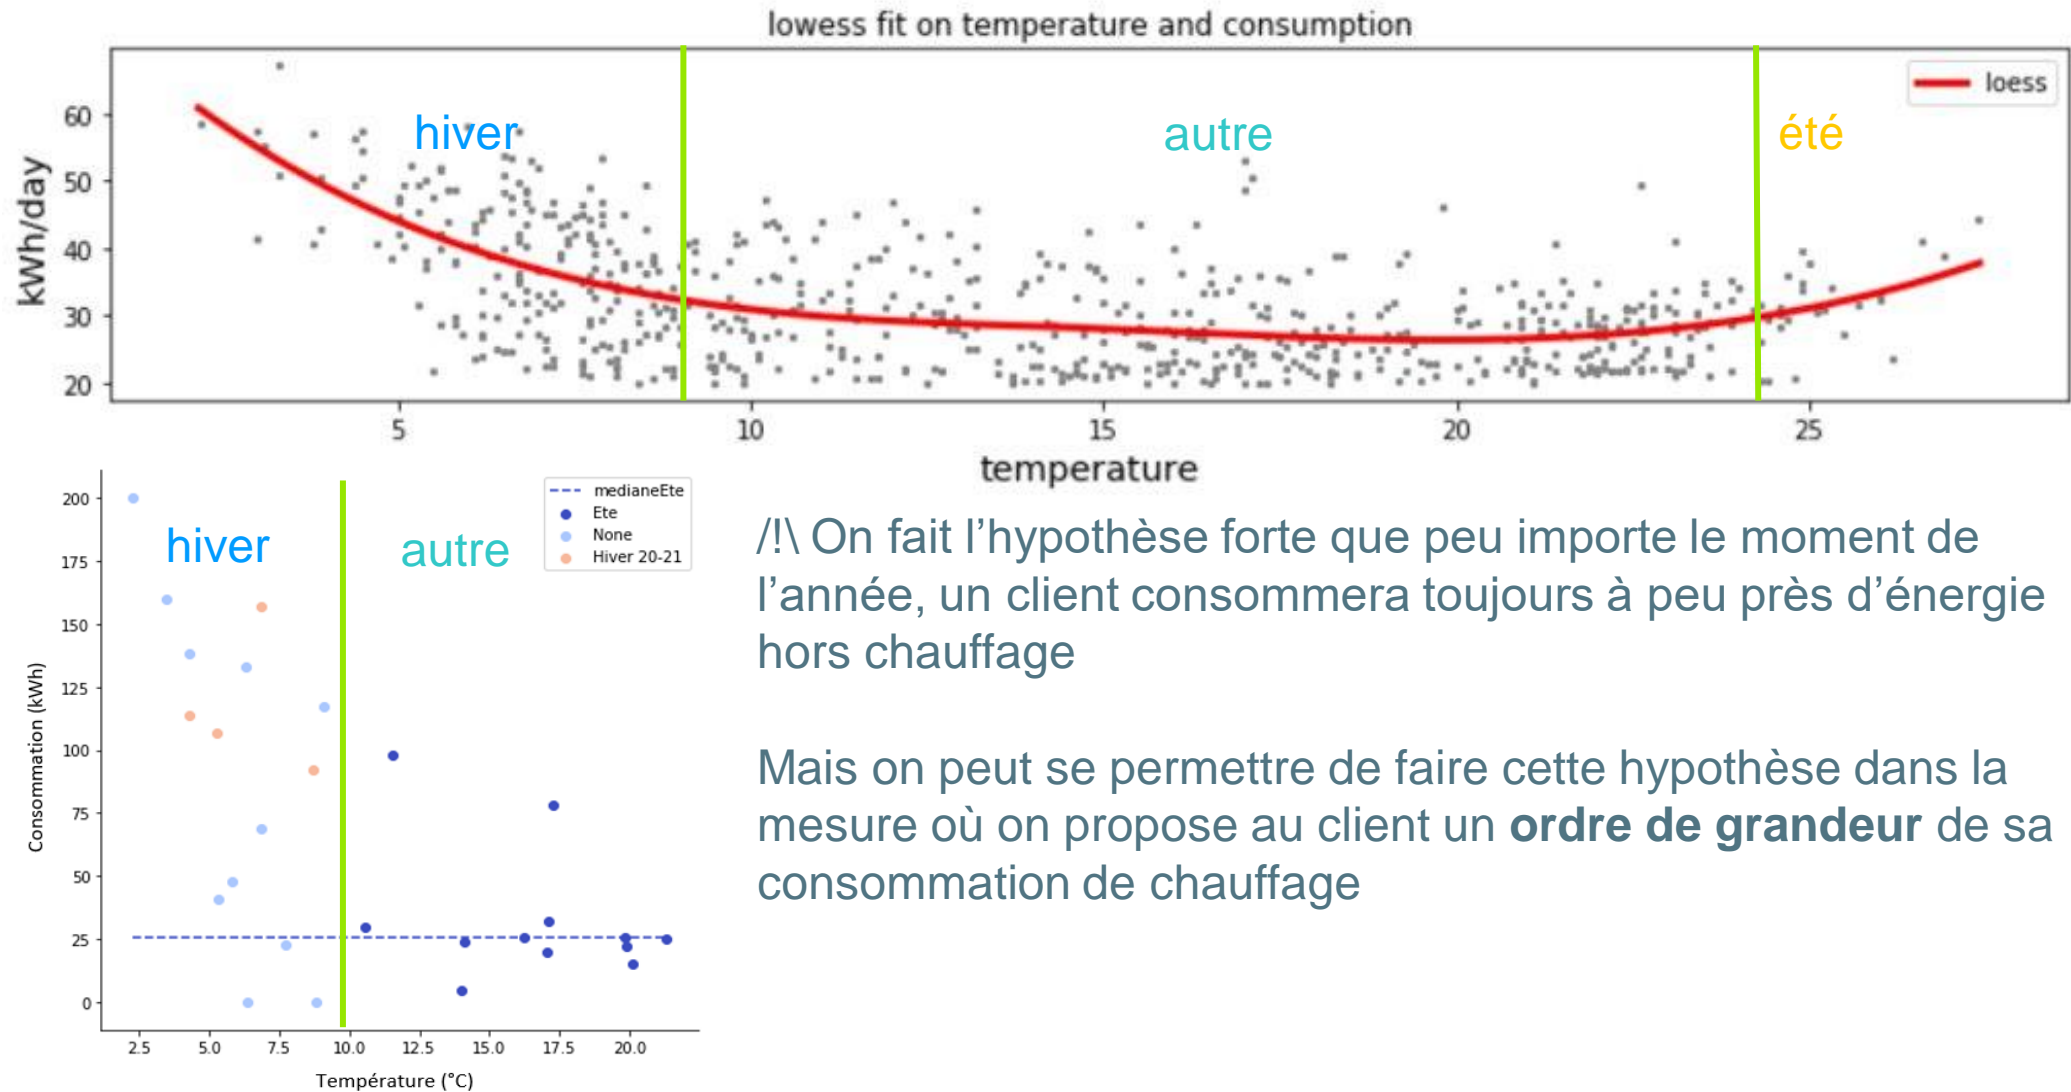 lowess fit on temperature and consumption
loess
hiver
autre
été
kWh/day
60
50
40
30
20
5
10
15
20
25
temperature
200
175
150
125
100
75
50
25
0
Consommation (kWh)
hiver
autre
medianeEte
Ete
None
Hiver 20-21
2.5
5.0
7.5
10.0
12.5
15.0
17.5
20.0
Température (°C)
/!\ On fait l’hypothèse forte que peu importe le moment de
l’année, un client consommera toujours à peu près d’énergie
hors chauffage
Mais on peut se permettre de faire cette hypothèse dans la
mesure où on propose au client un ordre de grandeur de sa
consommation de chauffage